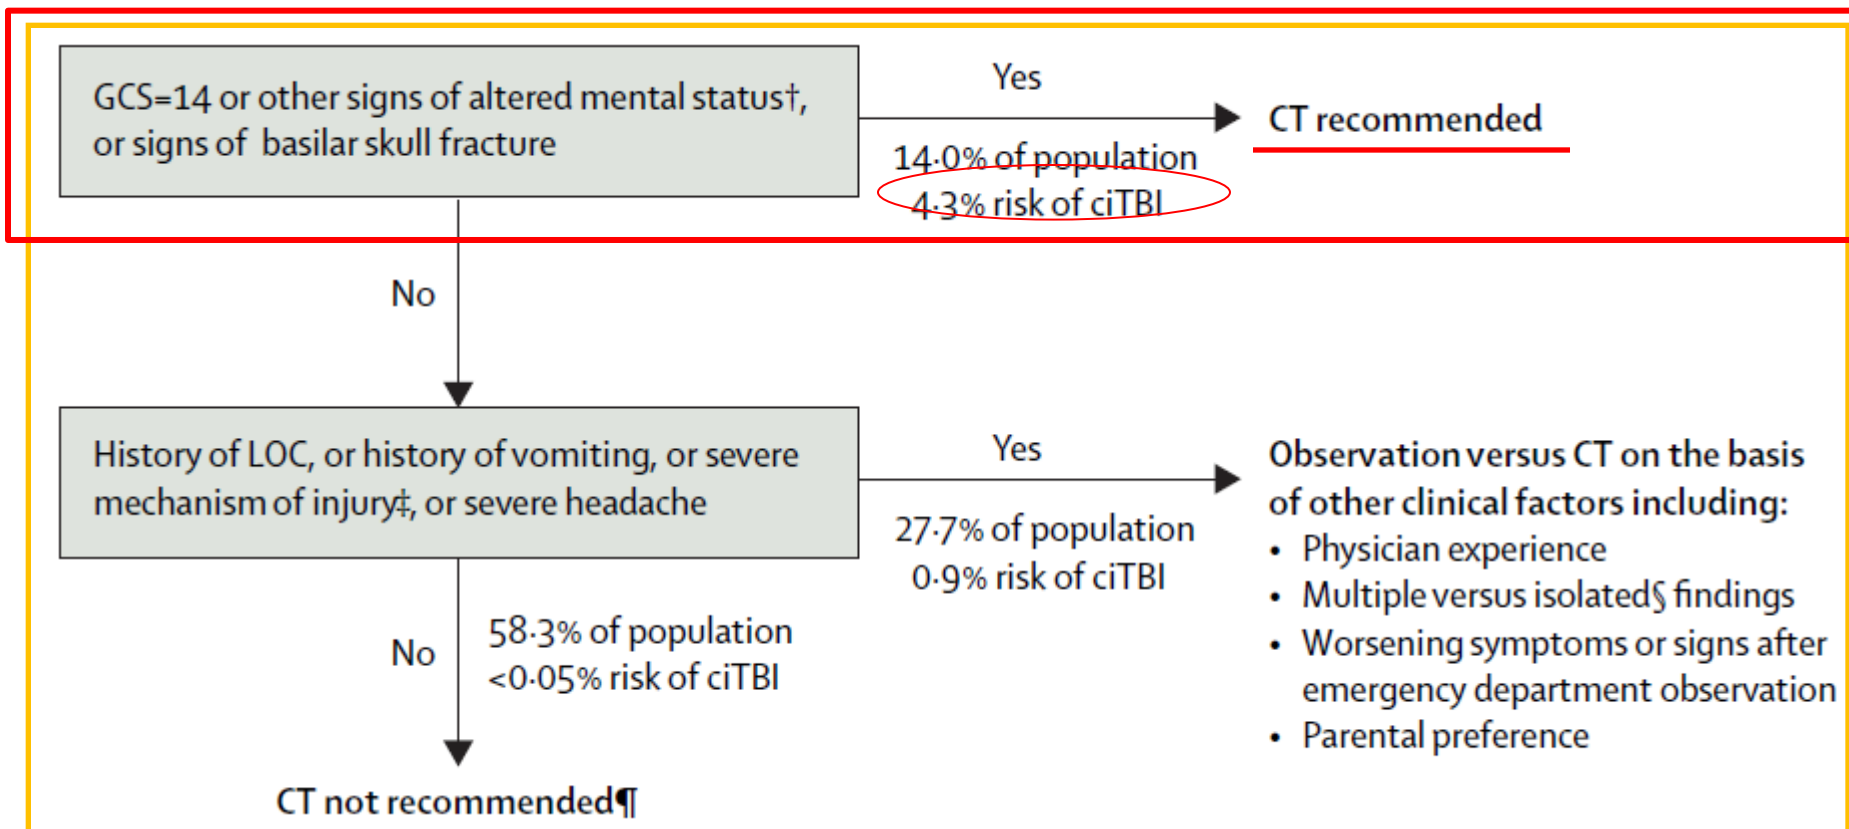 GCS=14 or other signs of altered mental status†,
or signs of basilar skull fracture
Yes
14·0% of population
4·3% risk of ciTBI
CT recommended
No
History of LOC, or history of vomiting, or severe
mechanism of injury‡, or severe headache
Yes
27·7% of population
0·9% risk of ciTBI
Observation versus CT on the basis
of other clinical factors including:
• Physician experience
• Multiple versus isolated§ findings
• Worsening symptoms or signs after
emergency department observation
• Parental preference
No
58·3% of population
<0·05% risk of ciTBI
CT not recommended¶